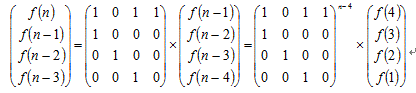 ( f(n) ) = ( 1 0 1 1 ) × ( f(n−1) ) = ( 1 0 1 1 )^{n−4} × ( f(4) )
( f(n−1) ) ( 1 0 0 0 ) ( f(n−2) ) ( 1 0 0 0 ) ( f(3) )
( f(n−2) ) ( 0 1 0 0 ) ( f(n−3) ) ( 0 1 0 0 ) ( f(2) )
( f(n−3) ) ( 0 0 1 0 ) ( f(n−4) ) ( 0 0 1 0 ) ( f(1) ) ↵